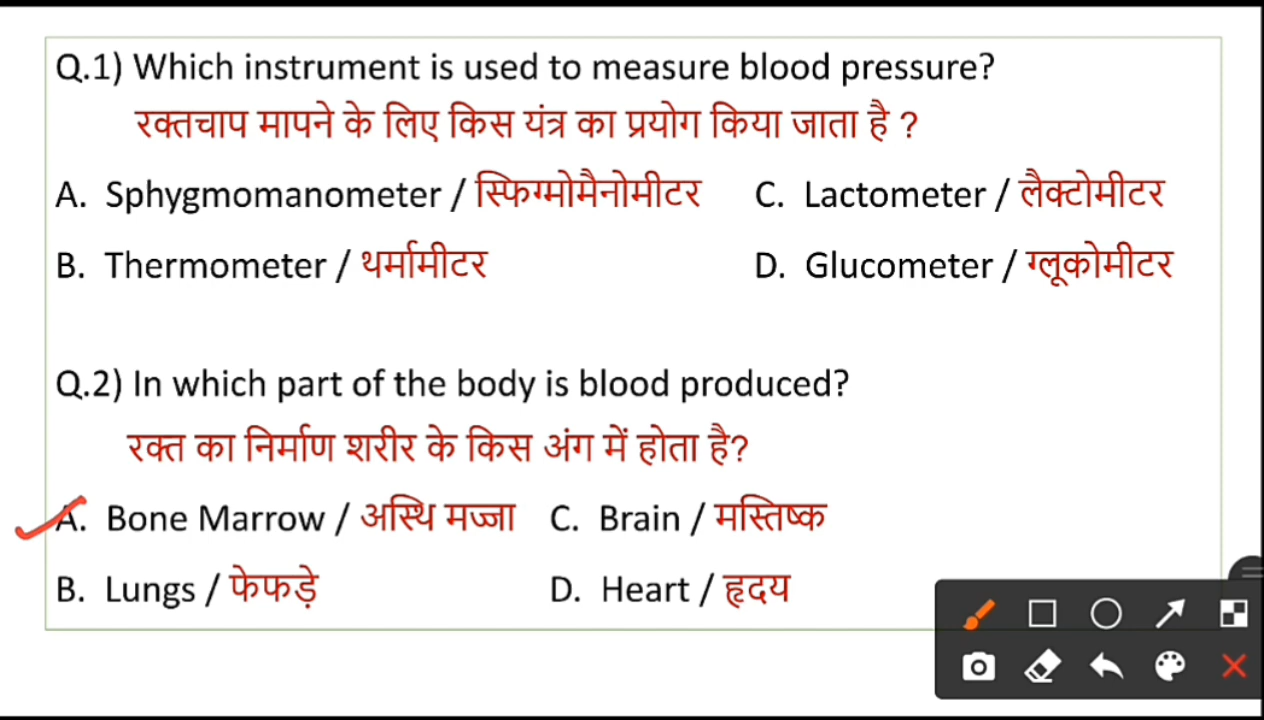 Q.1) Which instrument is used to measure blood pressure?
रक्तचाप मापने के लिए किस यंत्र का प्रयोग किया जाता है ?
A. Sphygmomanometer / स्फिग्मोमैनोमीटर C. Lactometer / लैक्टोमीटर
B. Thermometer / थर्मामीटर D. Glucometer / ग्लूकोमीटर
Q.2) In which part of the body is blood produced?
रक्त का निर्माण शरीर के किस अंग में होता है?
A. Bone Marrow / अस्थि मज्जा C. Brain / मस्तिष्क
B. Lungs / फेफड़े D. Heart / हृदय